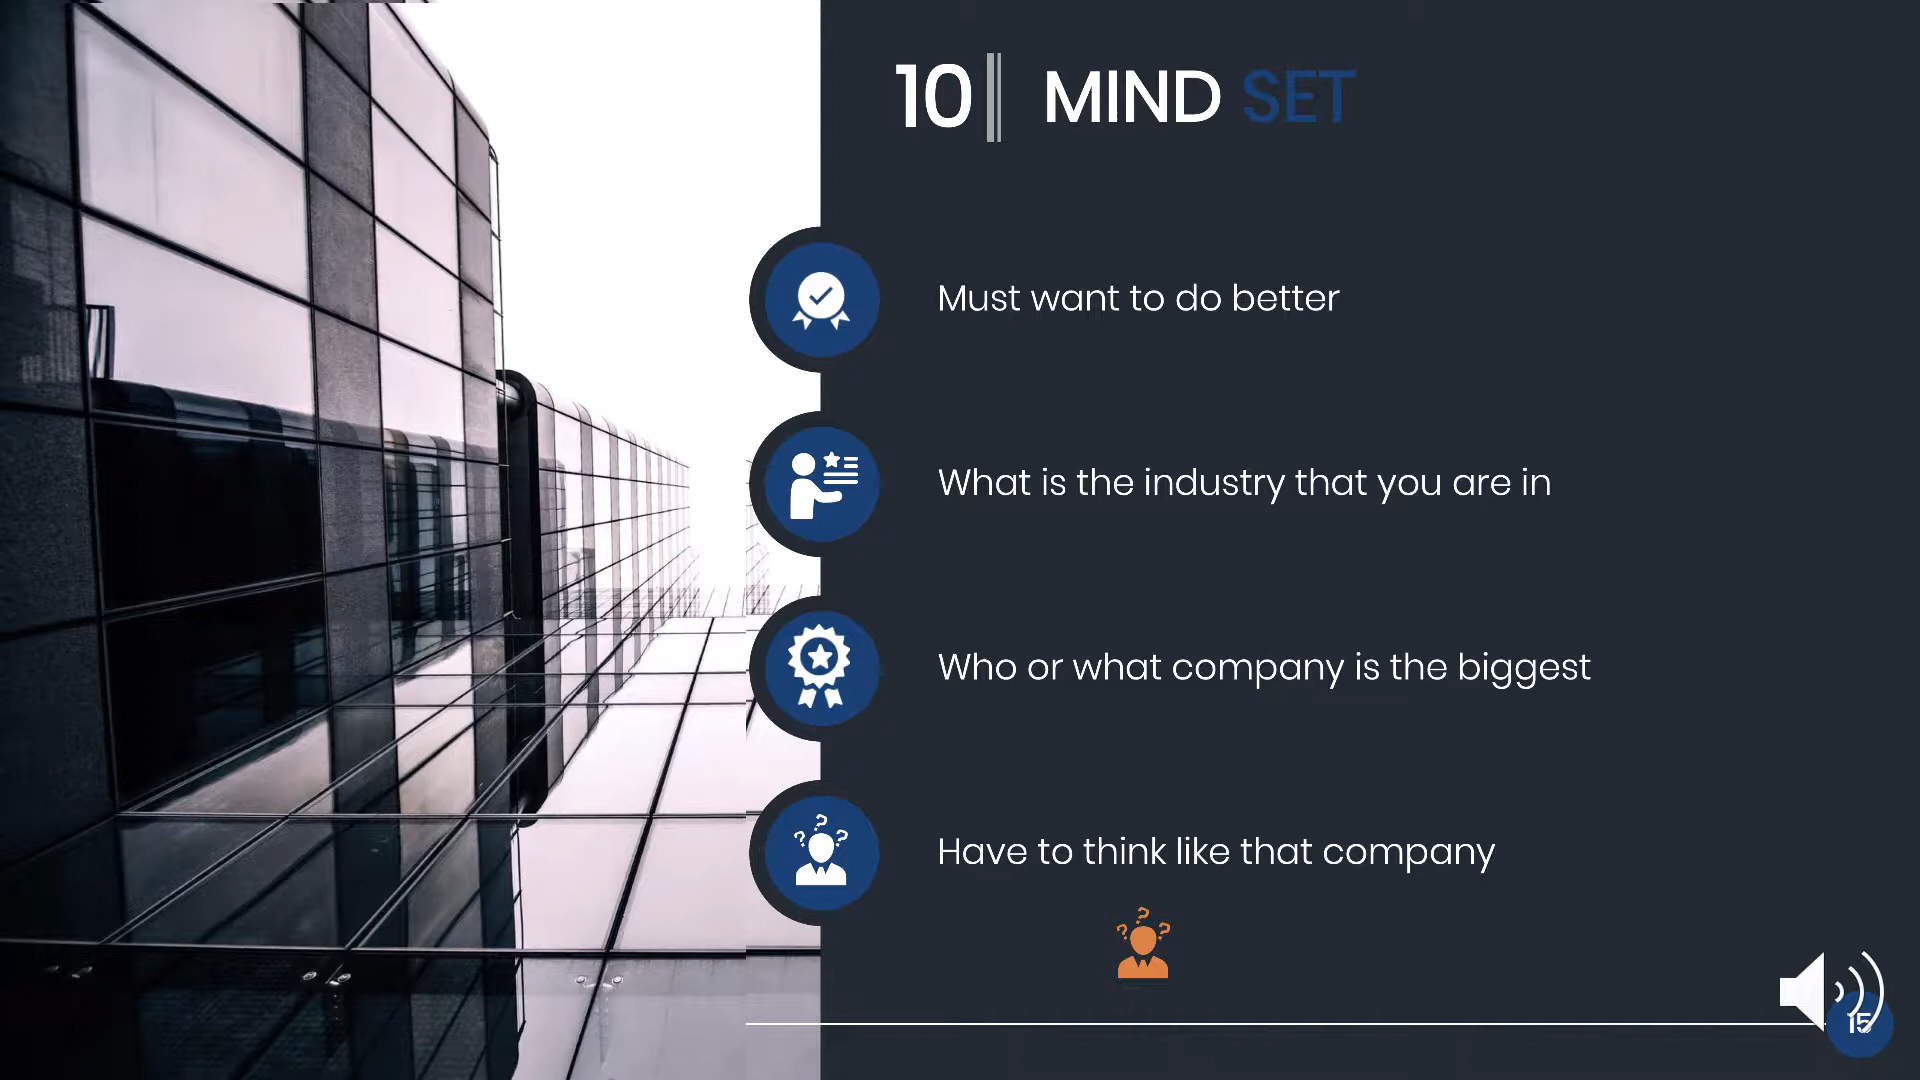 10 MIND SET
Must want to do better
What is the industry that you are in
Who or what company is the biggest
Have to think like that company
15